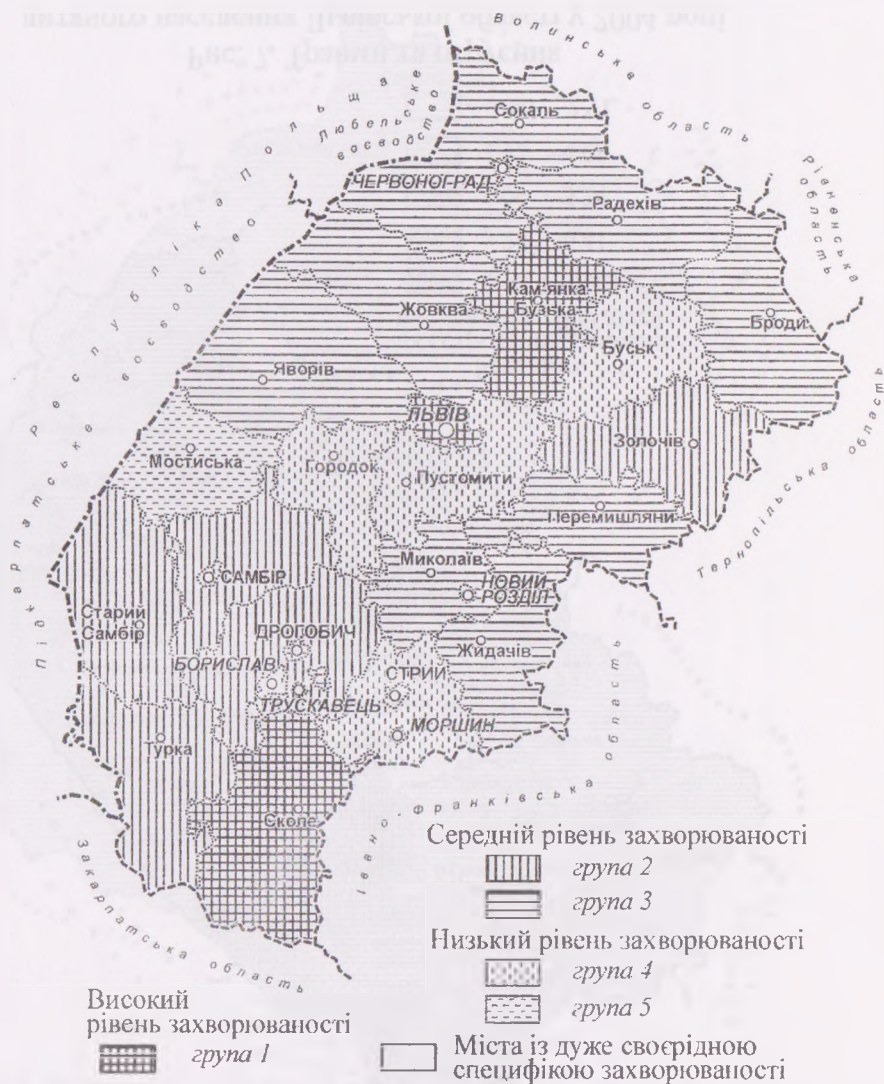 Волинська область
Республіка Польща
Люблельське
воєводство
Рівненська
область
Підкарпатське воєводство
Тернопільська область
Івано-Франківська область
Закарпатська область
Сокаль
ЧЕРВОНОГРАД
Радехів
Кам'янка
Бузька
Жовква
Броди
Буськ
Яворів
ЛЬВІВ
Золочів
Мостиська
Городок
Пустомити
Перемишляни
Миколаїв
НОВИЙ
РОЗДІЛ
САМБІР
Старий
Самбір
ДРОГОБИЧ
Жидачів
БОРИСЛАВ
СТРИЙ
ТРУСКАВЕЦЬ
МОРШИН
Турка
Сколе
Середній рівень захворюваності
група 2
група 3
Низький рівень захворюваності
група 4
група 5
Високий
рівень захворюваності
група 1
Міста із дуже своєрідною
специфікою захворюваності